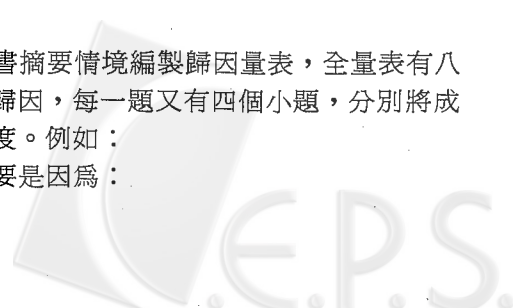 書摘要情境編製歸因量表，全量表有八
歸因，每一題又有四個小題，分別將成
度。例如：
要是因爲：
C.E.P.S.